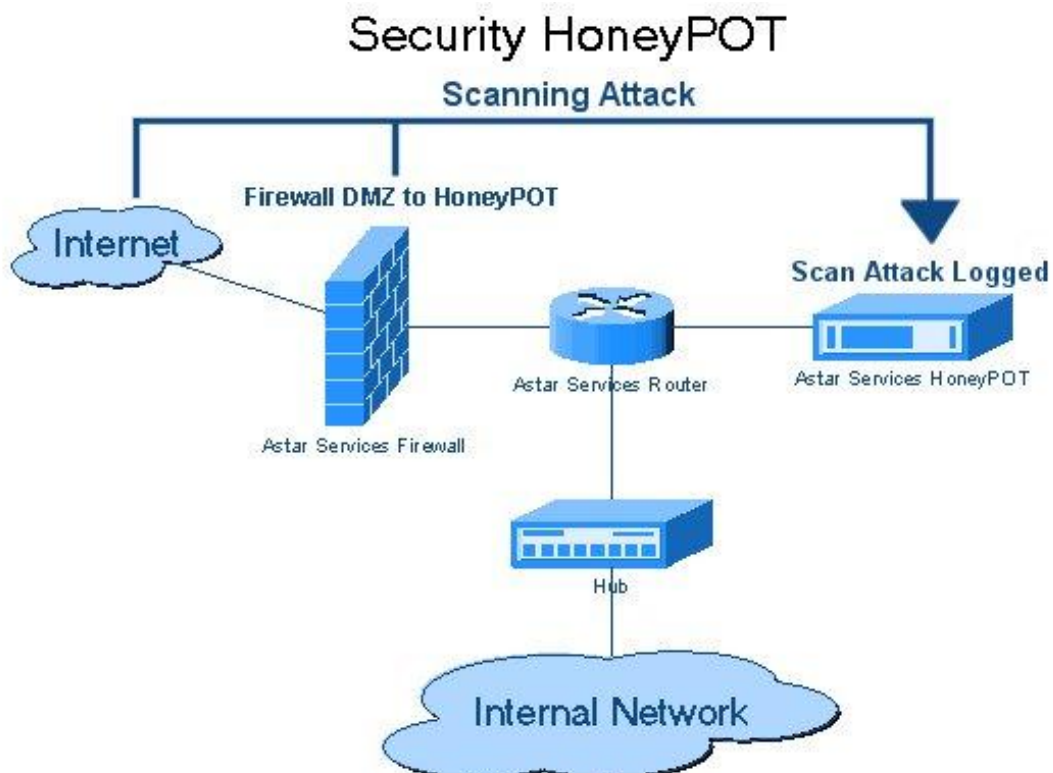 Security HoneyPOT
Scanning Attack
Firewall DMZ to HoneyPOT
Internet
Scan Attack Logged
Astar Services Router
Astar Services HoneyPOT
Astar Services Firewall
Hub
Internal Network